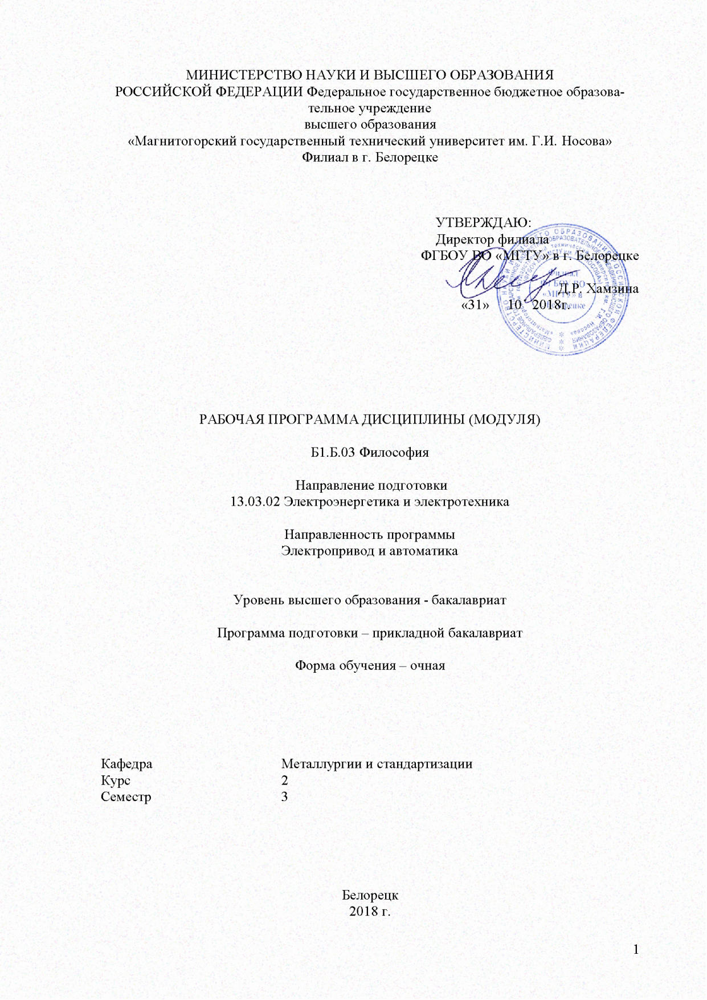 МИНИСТЕРСТВО НАУКИ И ВЫСШЕГО ОБРАЗОВАНИЯ
РОССИЙСКОЙ ФЕДЕРАЦИИ Федеральное государственное бюджетное образова-
тельное учреждение
высшего образования
«Магнитогорский государственный технический университет им. Г.И. Носова»
Филиал в г. Белорецке
УТВЕРЖДАЮ:
Директор филиала
ФГБОУ ВО «МГТУ» в г. Белорецке
Д.Р. Хамзина
«31» 10 2018г.
РАБОЧАЯ ПРОГРАММА ДИСЦИПЛИНЫ (МОДУЛЯ)
Б1.Б.03 Философия
Направление подготовки
13.03.02 Электроэнергетика и электротехника
Направленность программы
Электропривод и автоматика
Уровень высшего образования - бакалавриат
Программа подготовки – прикладной бакалавриат
Форма обучения – очная
Кафедра Металлургии и стандартизации
Курс 2
Семестр 3
Белорецк
2018 г.
1